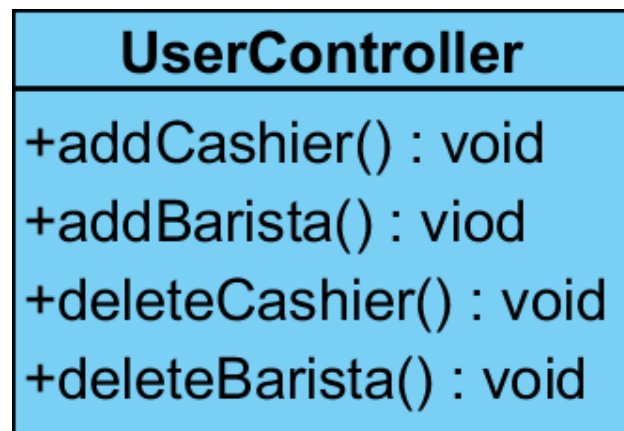 UserController
+addCashier() : void
+addBarista() : viod
+deleteCashier() : void
+deleteBarista() : void